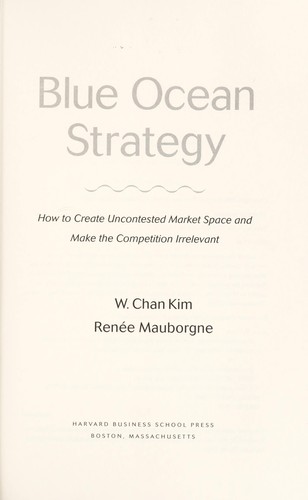 Blue Ocean
Strategy
How to Create Uncontested Market Space and
Make the Competition Irrelevant
W. Chan Kim
Renée Mauborgne
HARVARD BUSINESS SCHOOL PRESS
BOSTON, MASSACHUSETTS